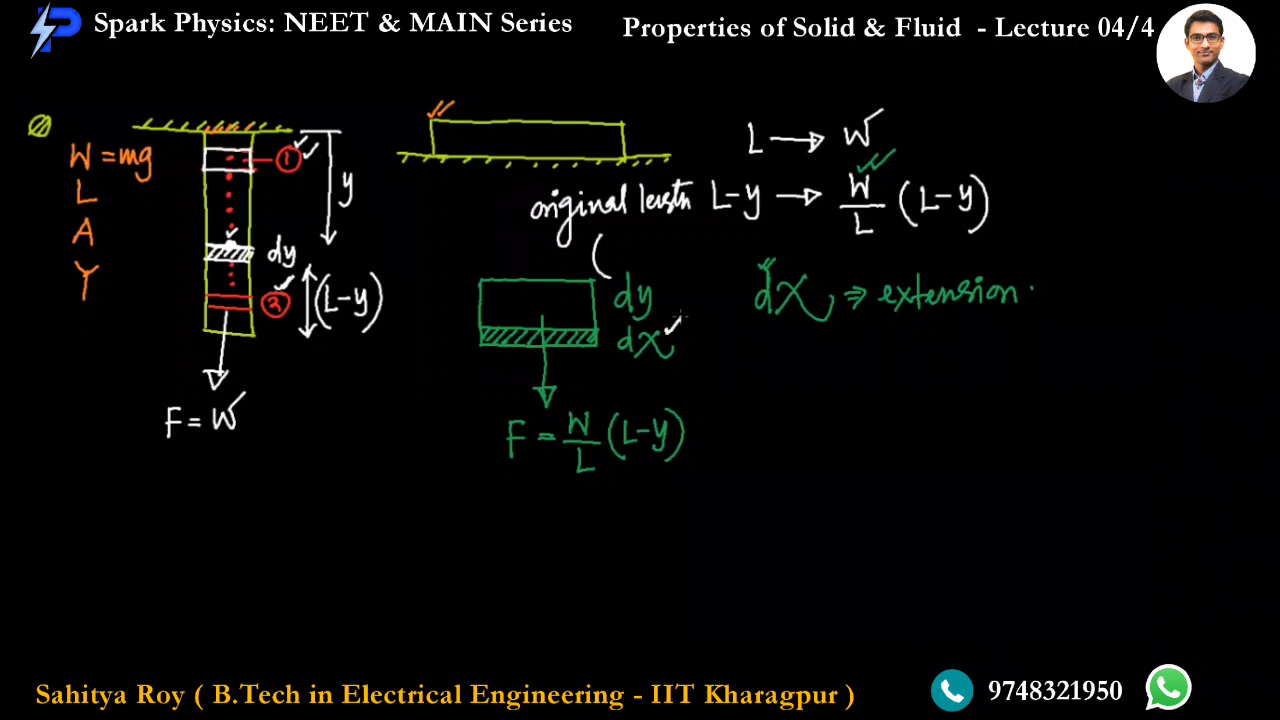 Spark Physics: NEET & MAIN Series
Properties of Solid & Fluid - Lecture 04/4
W = mg
L
A
Y
1
y
dy
2
(L-y)
F = W
L → W
original length L-y → W/L (L-y)
(
dy
dx
dx ⇒ extension.
F = W/L (L-y)
Sahitya Roy ( B.Tech in Electrical Engineering - IIT Kharagpur )
9748321950